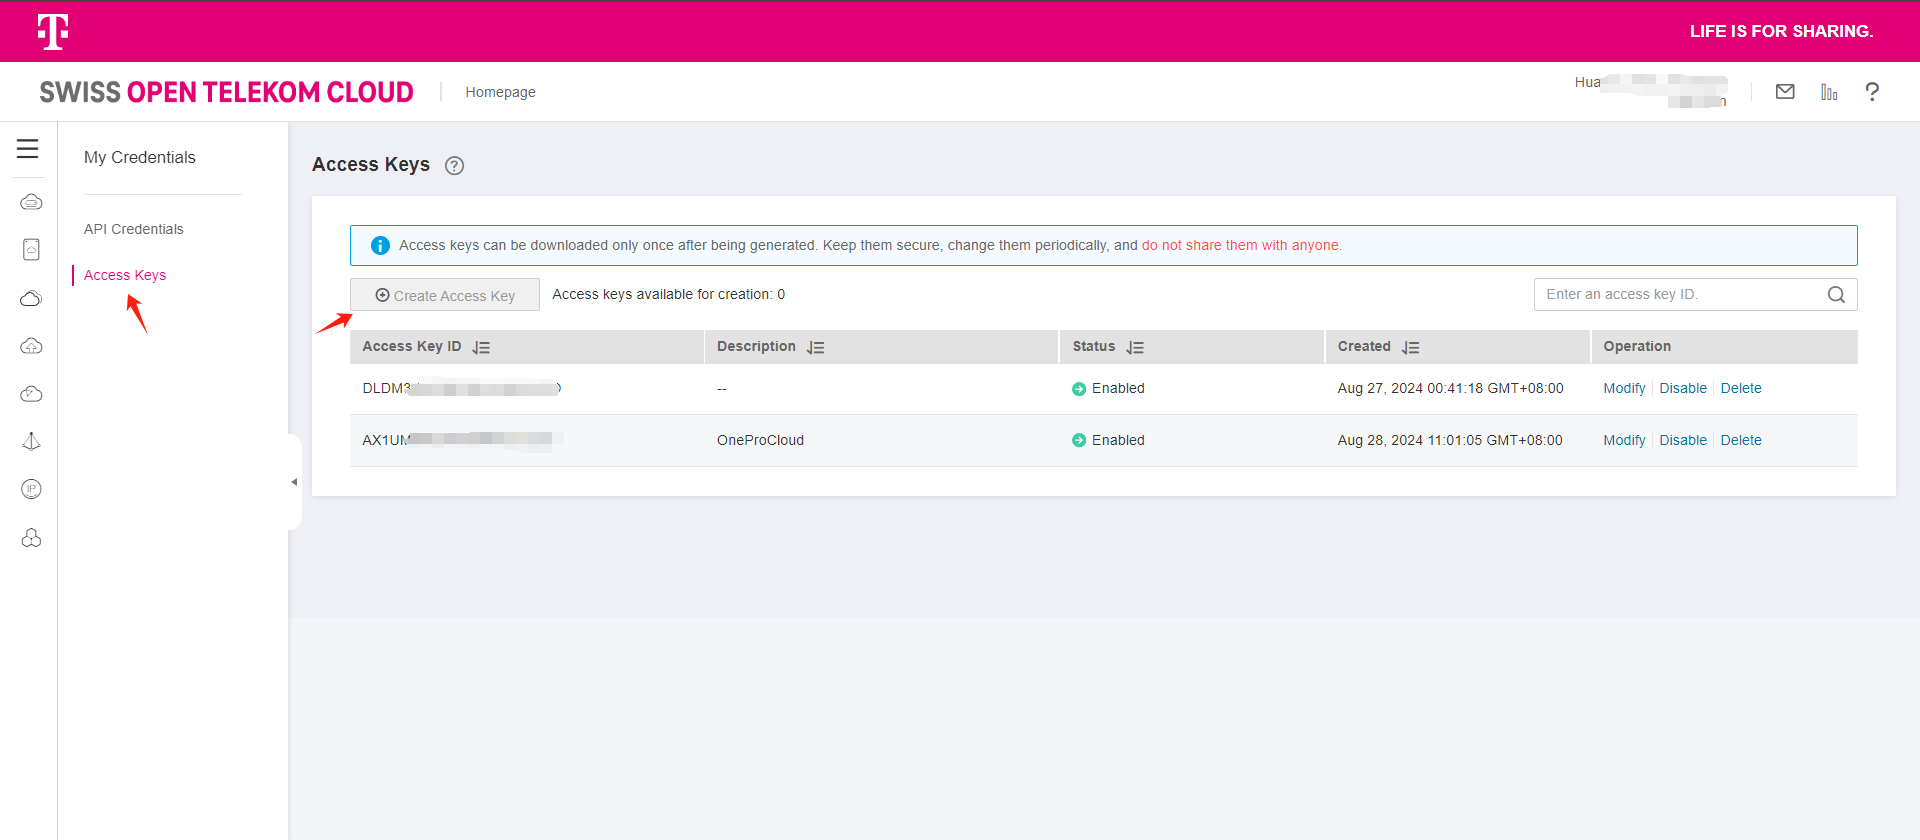 T
LIFE IS FOR SHARING.
SWISS OPEN TELEKOM CLOUD
Homepage
Hua
My Credentials
API Credentials
Access Keys
Access Keys ?
Access keys can be downloaded only once after being generated. Keep them secure, change them periodically, and do not share them with anyone.
Create Access Key
Access keys available for creation: 0
Enter an access key ID.
Access Key ID Description Status Created Operation
DLDM3 -- Enabled Aug 27, 2024 00:41:18 GMT+08:00 Modify Disable Delete
AX1UM OneProCloud Enabled Aug 28, 2024 11:01:05 GMT+08:00 Modify Disable Delete
IP